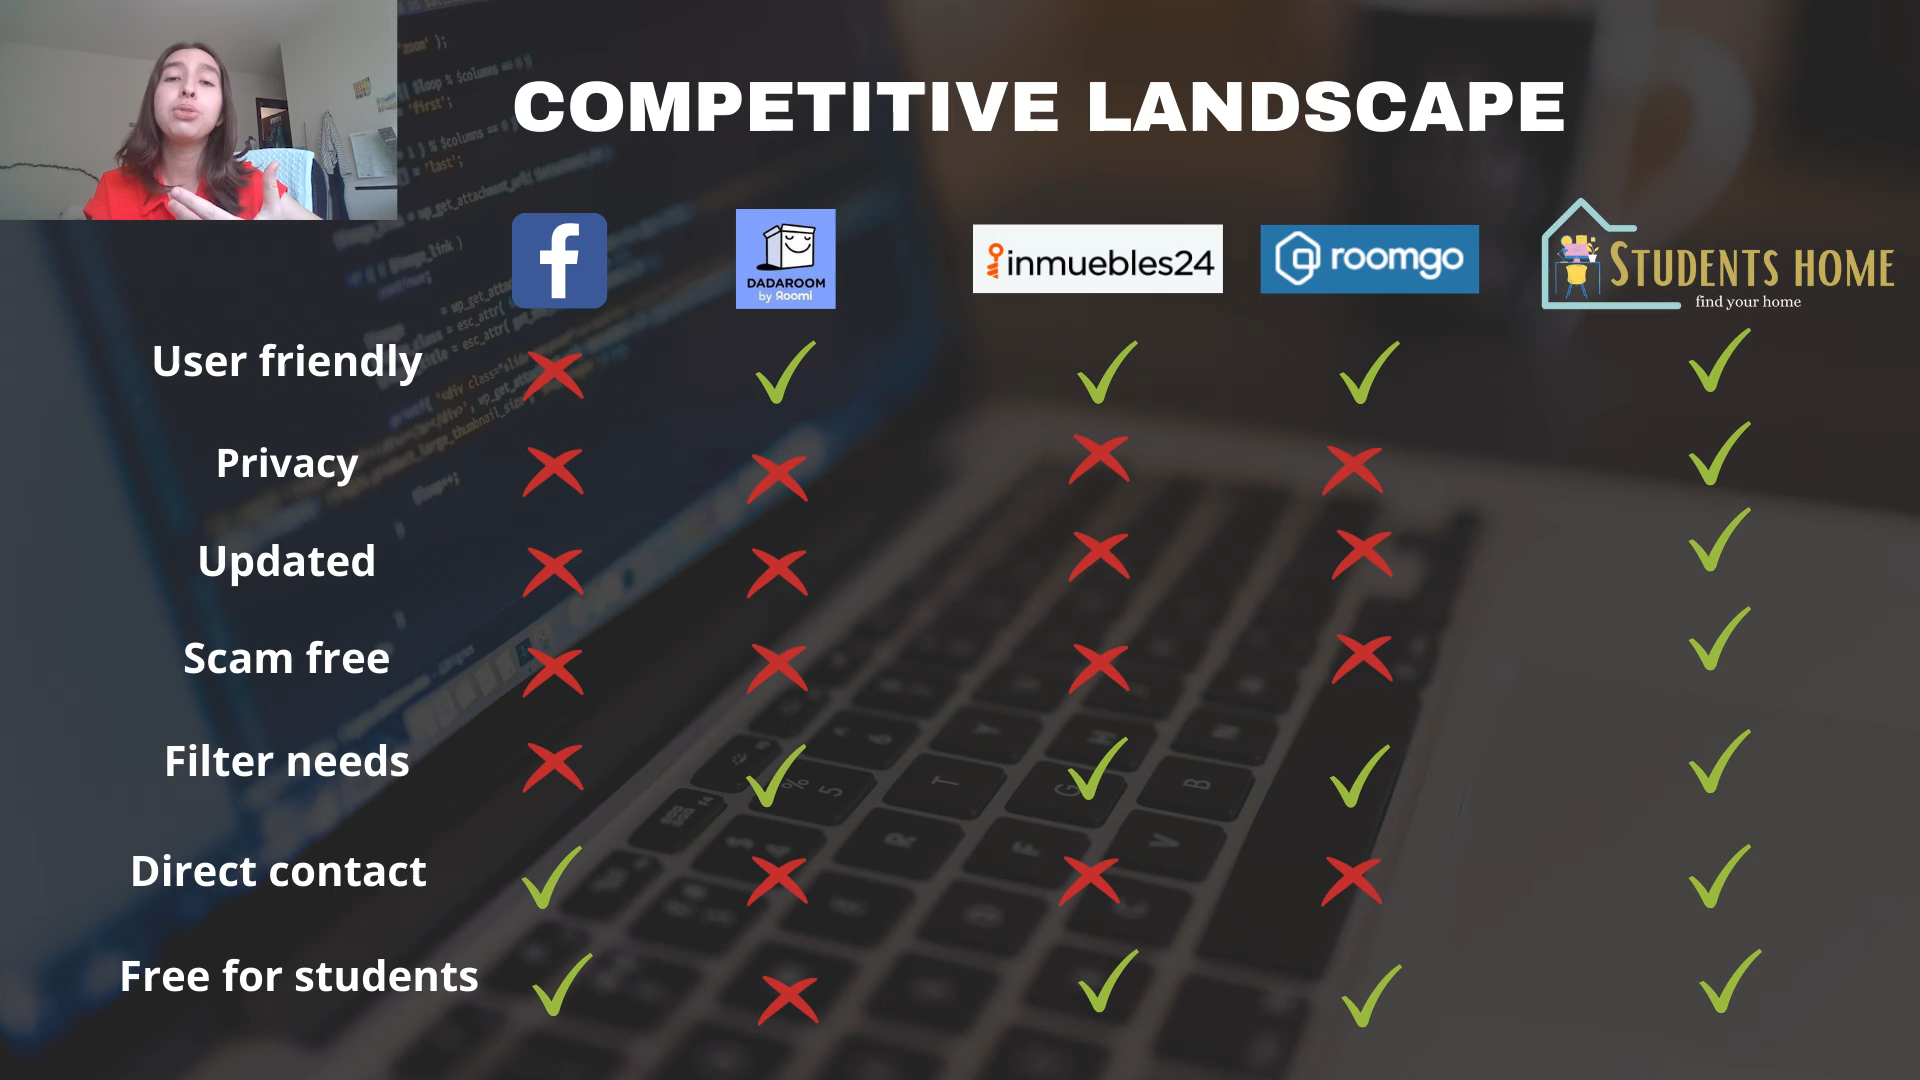 COMPETITIVE LANDSCAPE
f
DADAROOM
by Roomi
inmuebles24
roomgo
STUDENTS HOME
find your home
User friendly
Privacy
Updated
Scam free
Filter needs
Direct contact
Free for students